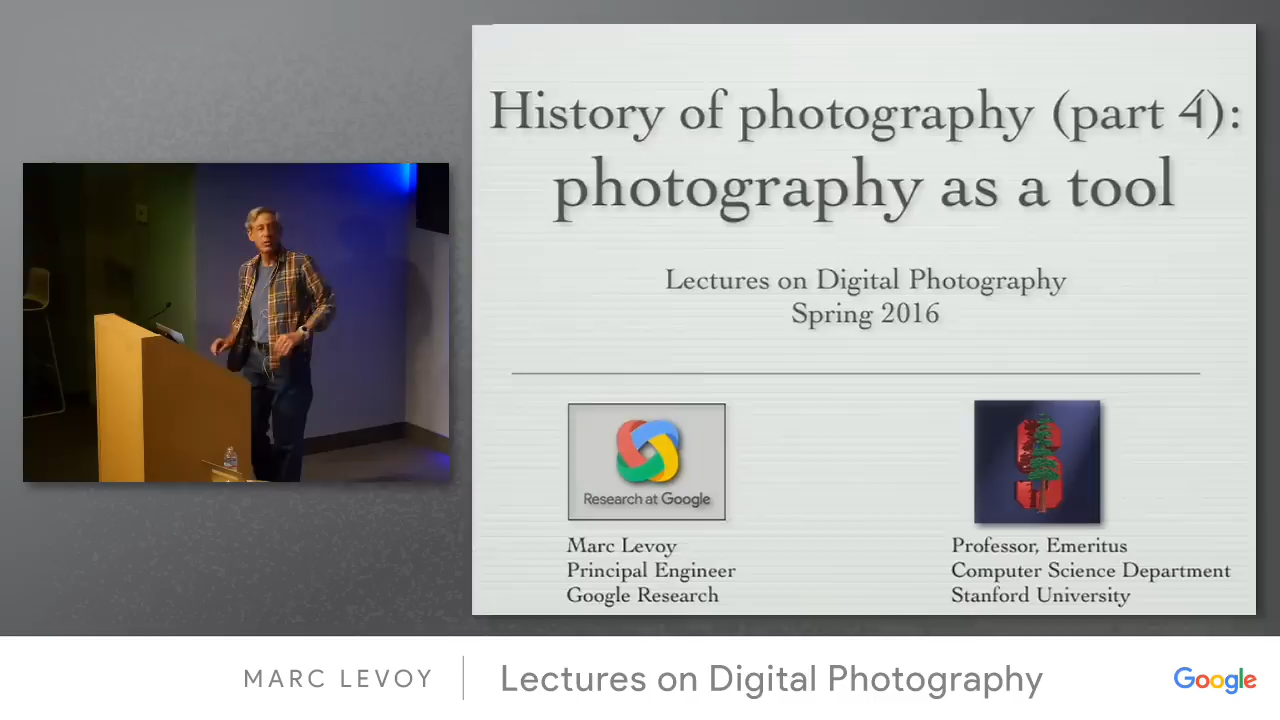 History of photography (part 4):
photography as a tool
Lectures on Digital Photography
Spring 2016
Research at Google
Marc Levoy
Principal Engineer
Google Research
Professor, Emeritus
Computer Science Department
Stanford University
MARC LEVOY
Lectures on Digital Photography
Google